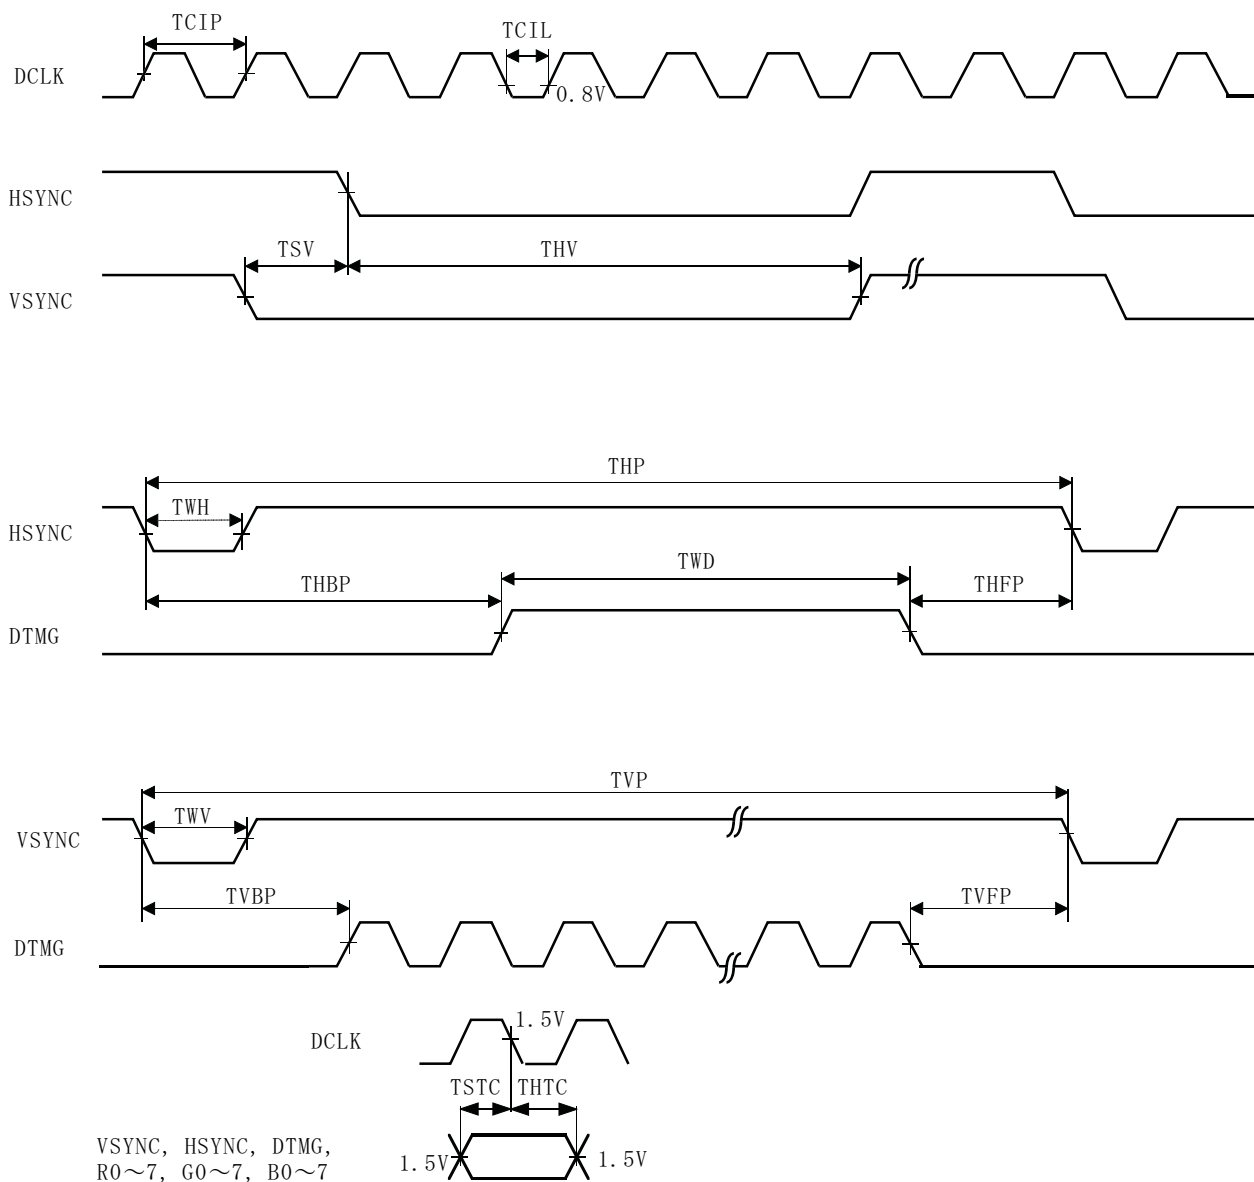 TCIP
TCIL
DCLK
0.8V
HSYNC
TSV
THV
VSYNC
THP
TWH
HSYNC
TWD
THBP
THFP
DTMG
TVP
TWV
VSYNC
TVBP
TVFP
DTMG
1.5V
DCLK
TSTC THTC
VSYNC, HSYNC, DTMG,
1.5V 1.5V
R0～7, G0～7, B0～7